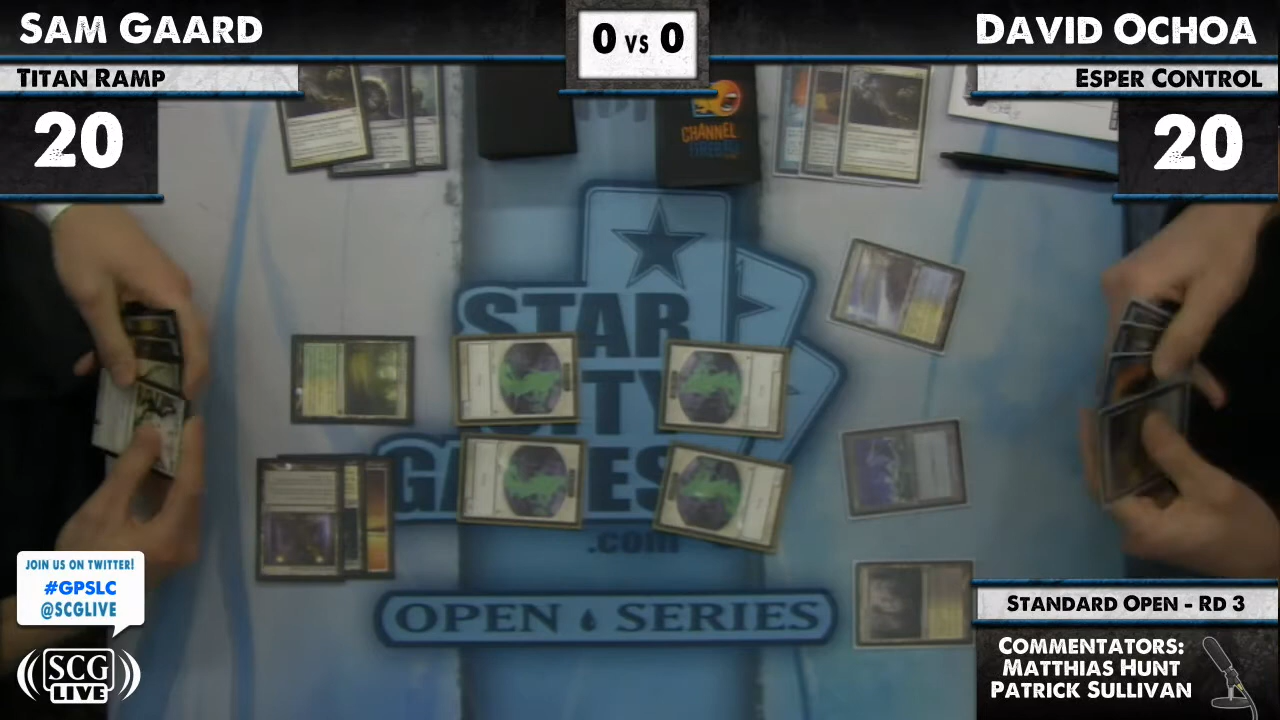 SAM GAARD
0 VS 0
DAVID OCHOA
TITAN RAMP
ESPER CONTROL
20
20
CHANNEL
STAR
CITY
GAMES
.com
OPEN SERIES
JOIN US ON TWITTER!
#GPSLC
@SCGLIVE
SCG
LIVE
STANDARD OPEN - RD 3
COMMENTATORS:
MATTHIAS HUNT
PATRICK SULLIVAN